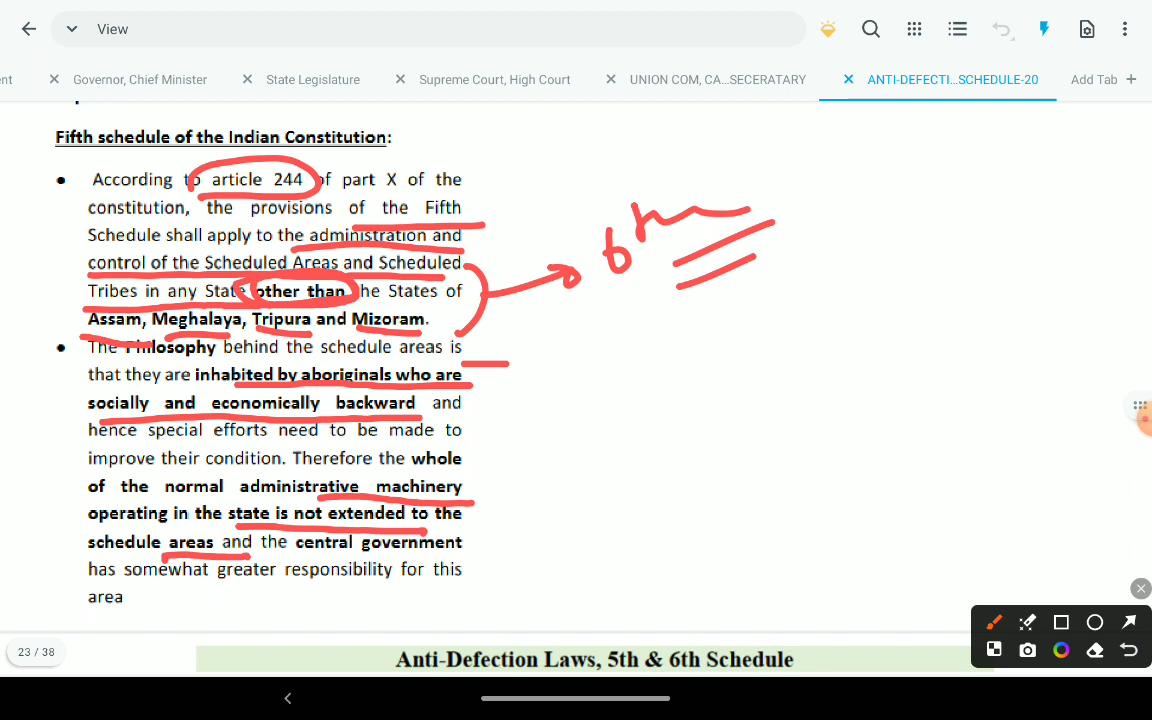 View
nt
Governor, Chief Minister
State Legislature
Supreme Court, High Court
UNION COM, CA...SECERATARY
ANTI-DEFECTI...SCHEDULE-20
Add Tab +
Fifth schedule of the Indian Constitution:
• According to article 244 of part X of the
constitution, the provisions of the Fifth
Schedule shall apply to the administration and
control of the Scheduled Areas and Scheduled
Tribes in any State other than the States of
Assam, Meghalaya, Tripura and Mizoram.
6th
• The Philosophy behind the schedule areas is
that they are inhabited by aboriginals who are
socially and economically backward and
hence special efforts need to be made to
improve their condition. Therefore the whole
of the normal administrative machinery
operating in the state is not extended to the
schedule areas and the central government
has somewhat greater responsibility for this
area
23 / 38
Anti-Defection Laws, 5th & 6th Schedule